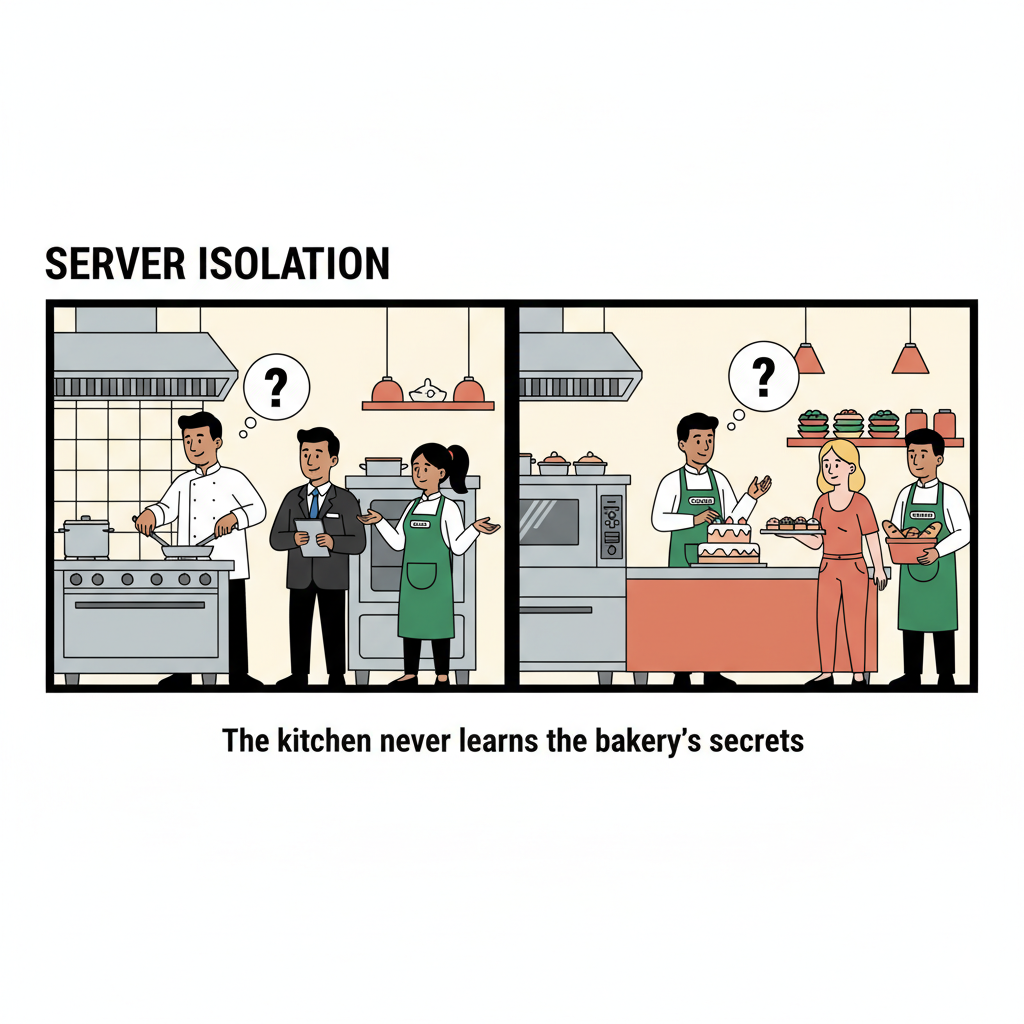 SERVER ISOLATION
?
?
The kitchen never learns the bakery's secrets